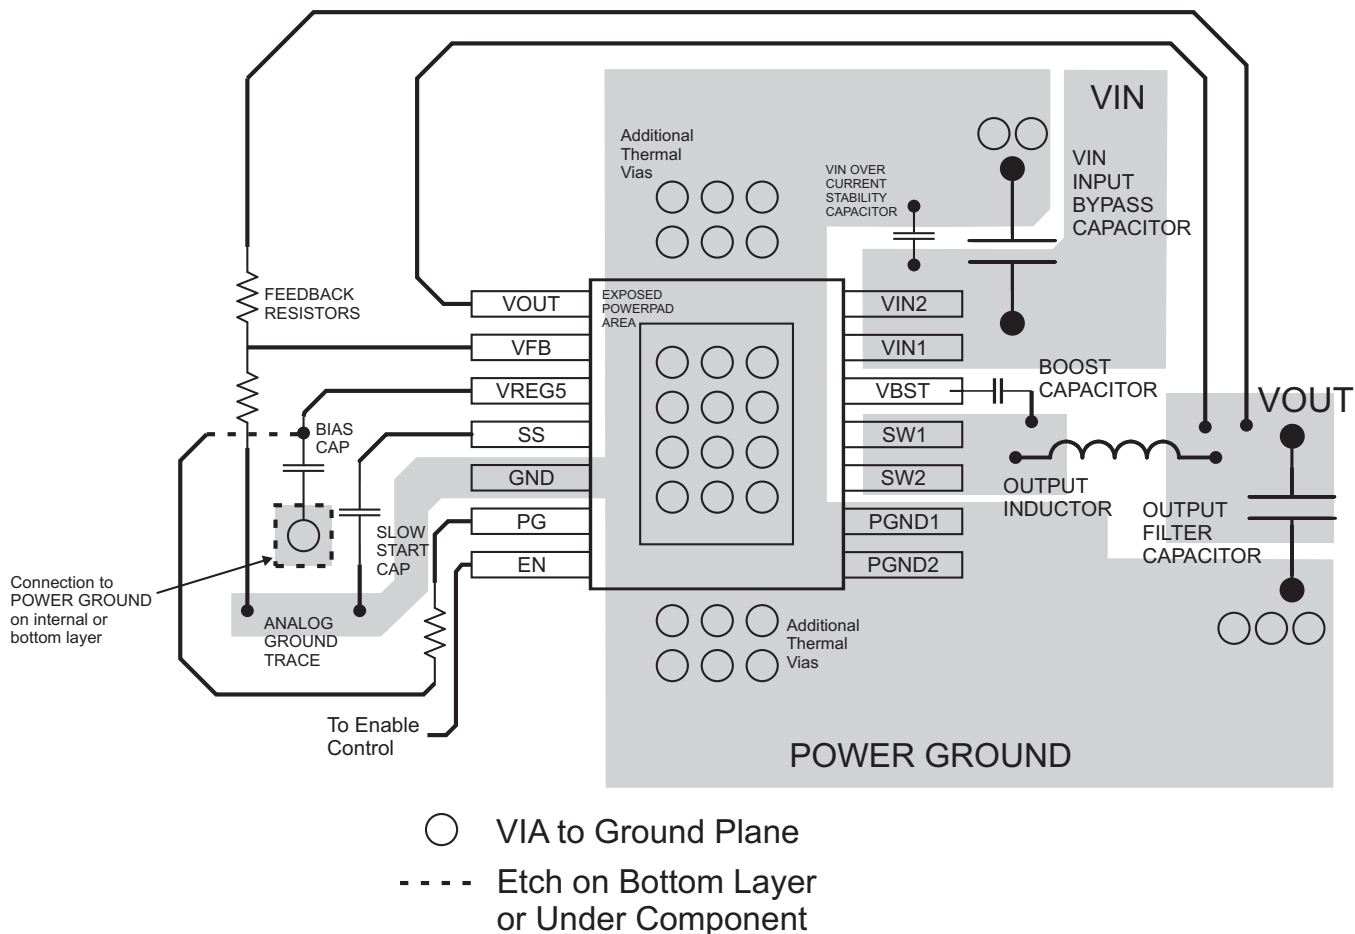 VIN
Additional
Thermal
Vias
VIN OVER
CURRENT
STABILITY
CAPACITOR
VIN
INPUT
BYPASS
CAPACITOR
FEEDBACK
RESISTORS
EXPOSED
POWERPAD
AREA
VOUT
VFB
VREG5
SS
GND
PG
EN
VIN2
VIN1
VBST
SW1
SW2
PGND1
PGND2
BOOST
CAPACITOR
VOUT
BIAS
CAP
OUTPUT
INDUCTOR
OUTPUT
FILTER
CAPACITOR
SLOW
START
CAP
Connection to
POWER GROUND
on internal or
bottom layer
ANALOG
GROUND
TRACE
Additional
Thermal
Vias
To Enable
Control
POWER GROUND
VIA to Ground Plane
Etch on Bottom Layer
or Under Component